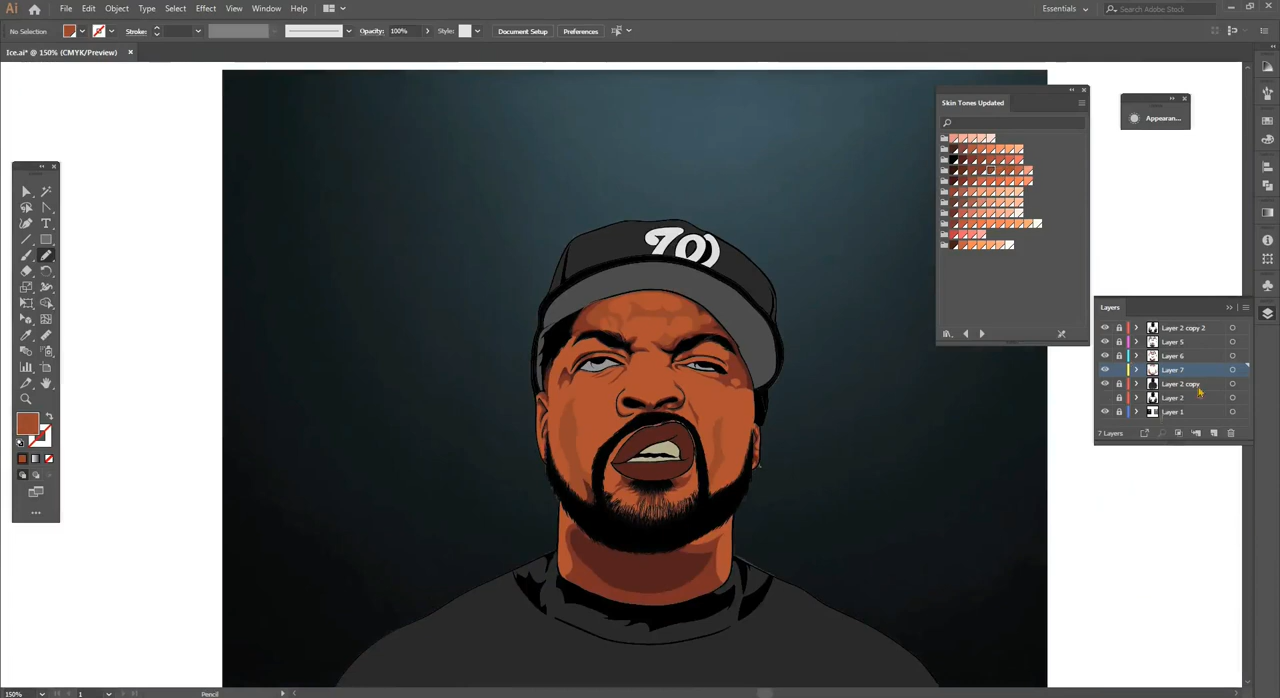 Ai File Edit Object Type Select Effect View Window Help Essentials Search Adobe Stock
No Selection Stroke: Opacity: 100% Style: Document Setup Preferences
Ice.ai* @ 150% (CMYK/Preview)
Skin Tones Updated
Appearan...
Layers
Layer 2 copy 2
Layer 5
Layer 6
Layer 7
Layer 2 copy
Layer 2
Layer 1
7 Layers
150% 1 Pencil